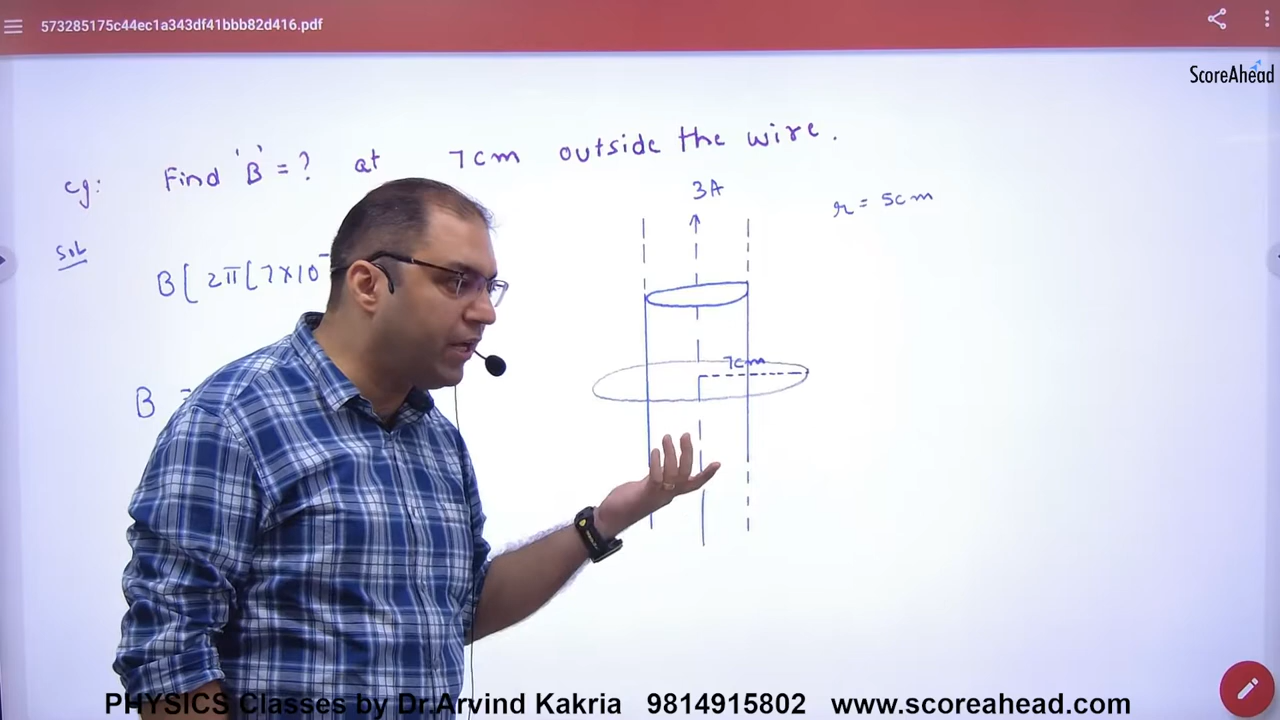 573285175c44ec1a343df41bbb82d416.pdf
ScoreAhead
eg: Find 'B' = ? at 7cm outside the wire.
3A
r = 5cm
Sol
B[2π[7×10⁻
7cm
B =
PHYSICS Classes by Dr.Arvind Kakria 9814915802 www.scoreahead.com